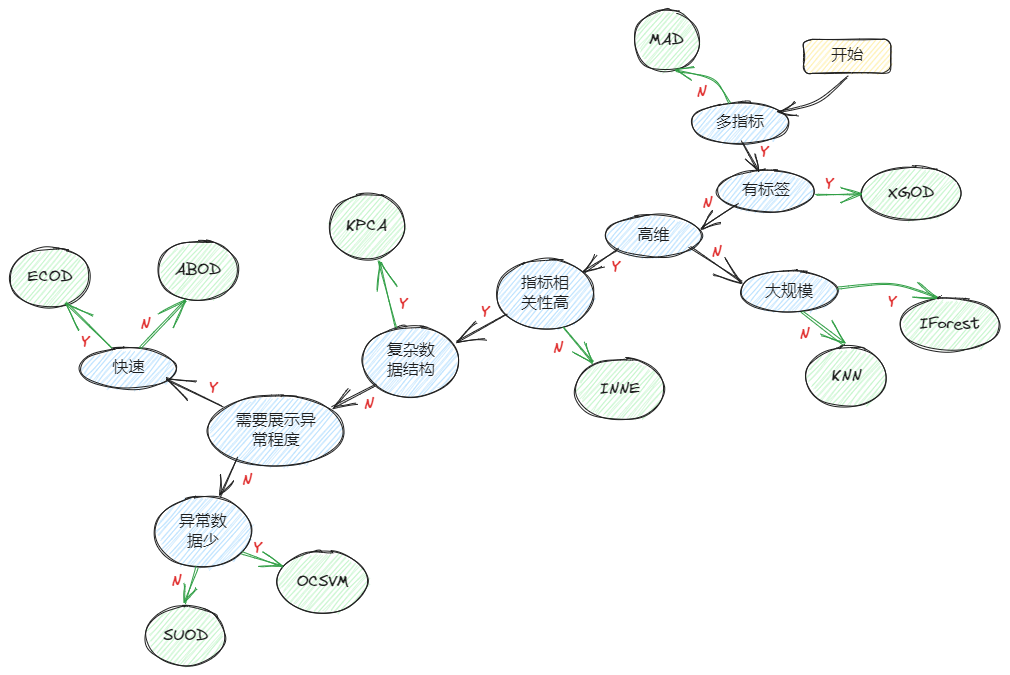 MAD
开始
N
多指标
Y
有标签
Y
XGOD
N
高维
N
Y
大规模
Y
IForest
N
KNN
指标相
关性高
Y
N
INNE
KPCA
Y
复杂数
据结构
N
ECOD
ABOD
Y
N
快速
Y
需要展示异
常程度
N
异常数
据少
Y
OCSVM
N
SUOD